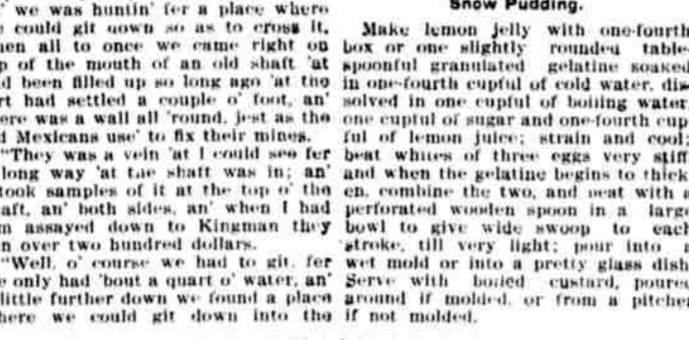 we was huntin' fer a place where
could git down so as to cross it,
en all to once we came right on
p of the mouth of an old shaft 'at
d been filled up so long ago 'at the
rt had settled a couple o' foot, an'
ere was a wall all 'round, jest as the
d Mexicans use' to fix their mines.
"They was a vein 'at I could see fer
long way 'at the shaft was in; an'
took samples of it at the top o' the
aft, an' both sides, an' when I had
m assayed down to Kingman they
n over two hundred dollars.
"Well, o' course we had to git, fer
e only had 'bout a quart o' water, an'
little further down we found a place
here we could git down into the
Snow Pudding.
Make lemon jelly with one-fourth
box or one slightly rounded table-
spoonful granulated gelatine soaked
in one-fourth cupful of cold water, dis
solved in one cupful of boiling water
one cupful of sugar and one-fourth cup
ful of lemon juice; strain and cool;
beat whites of three eggs very stiff
and when the gelatine begins to thick
en, combine the two, and beat with a
perforated wooden spoon in a large
bowl to give wide swoop to each
stroke, till very light; pour into a
wet mold or into a pretty glass dish
Serve with boiled custard, poured
around if molded, or from a pitcher
if not molded.